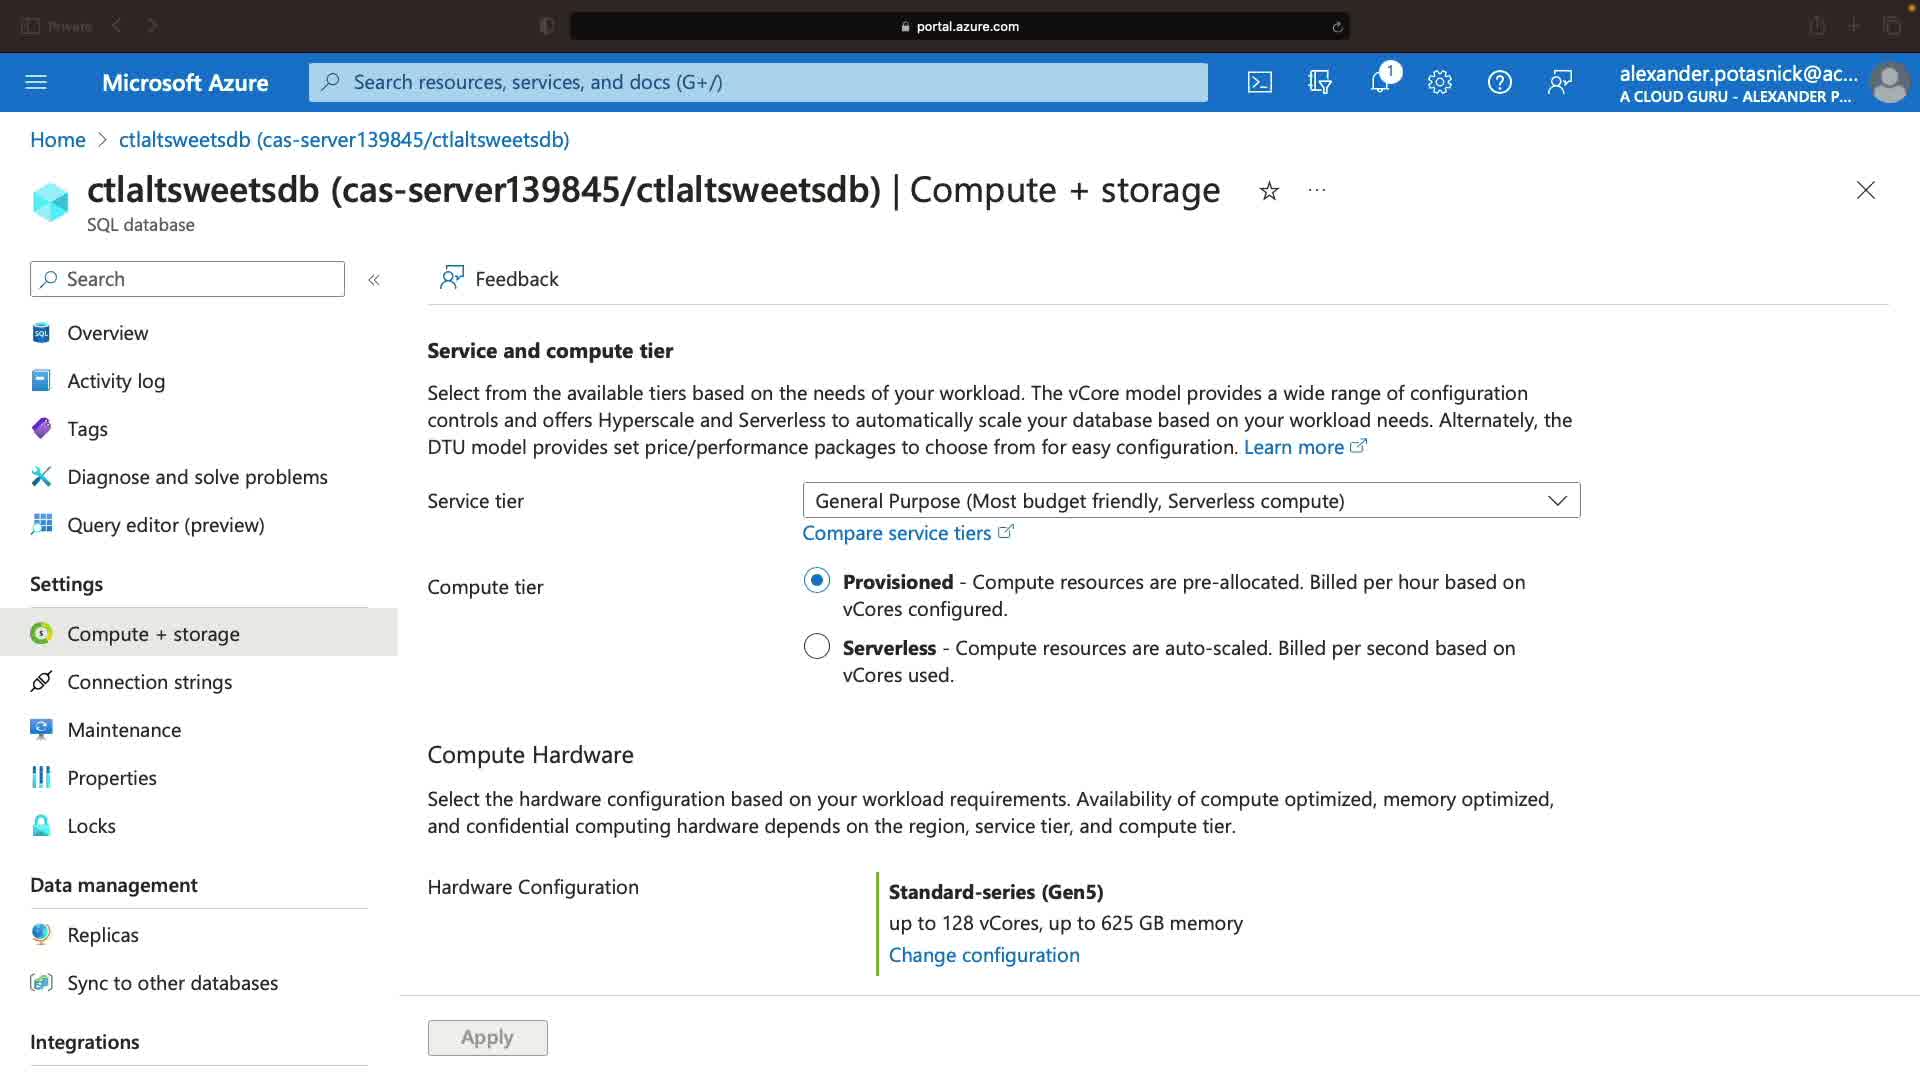 Private
portal.azure.com
Microsoft Azure
Search resources, services, and docs (G+/)
1
alexander.potasnick@ac...
A CLOUD GURU - ALEXANDER P...
Home > ctlaltsweetsdb (cas-server139845/ctlaltsweetsdb)
ctlaltsweetsdb (cas-server139845/ctlaltsweetsdb) | Compute + storage
SQL database
Search
Overview
Activity log
Tags
Diagnose and solve problems
Query editor (preview)
Settings
Compute + storage
Connection strings
Maintenance
Properties
Locks
Data management
Replicas
Sync to other databases
Integrations
Feedback
Service and compute tier
Select from the available tiers based on the needs of your workload. The vCore model provides a wide range of configuration
controls and offers Hyperscale and Serverless to automatically scale your database based on your workload needs. Alternately, the
DTU model provides set price/performance packages to choose from for easy configuration. Learn more
Service tier
General Purpose (Most budget friendly, Serverless compute)
Compare service tiers
Compute tier
Provisioned - Compute resources are pre-allocated. Billed per hour based on
vCores configured.
Serverless - Compute resources are auto-scaled. Billed per second based on
vCores used.
Compute Hardware
Select the hardware configuration based on your workload requirements. Availability of compute optimized, memory optimized,
and confidential computing hardware depends on the region, service tier, and compute tier.
Hardware Configuration
Standard-series (Gen5)
up to 128 vCores, up to 625 GB memory
Change configuration
Apply